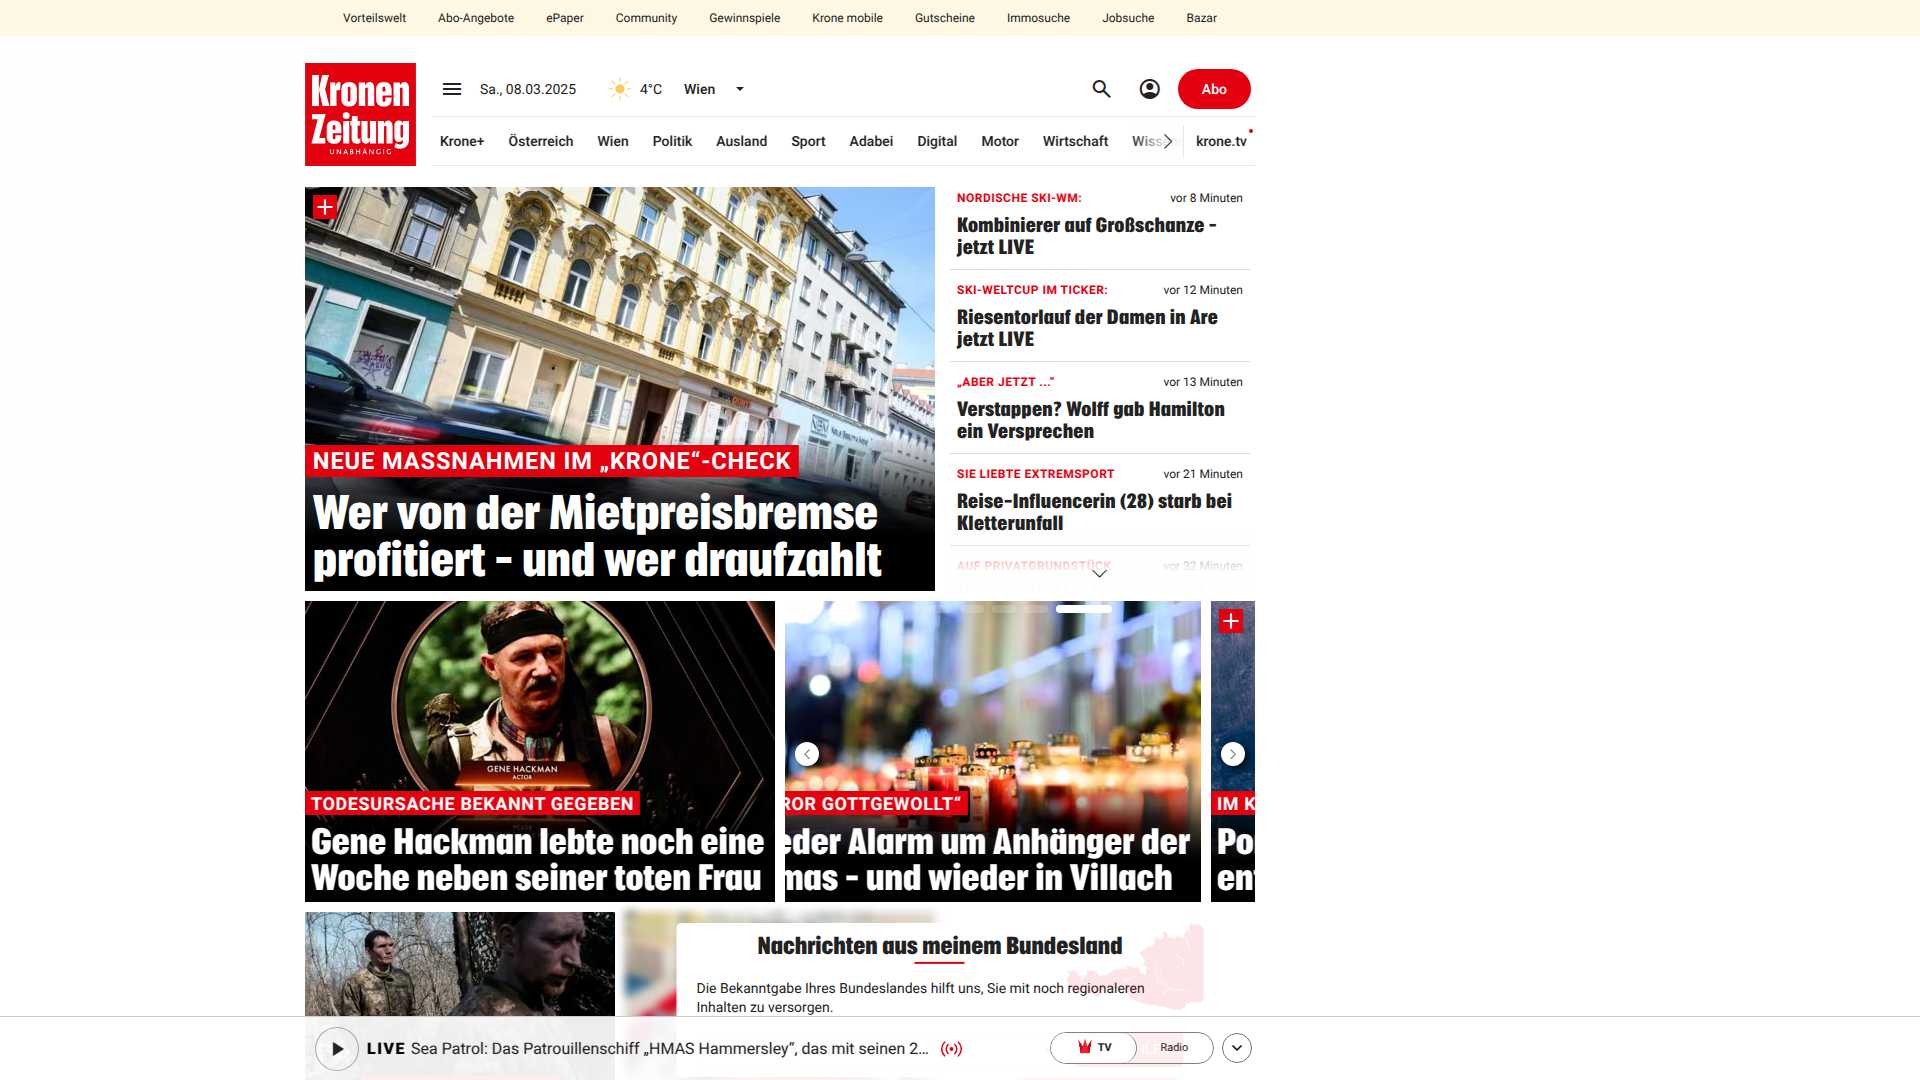 Vorteilswelt Abo-Angebote ePaper Community Gewinnspiele Krone mobile Gutscheine Immosuche Jobsuche Bazar
Kronen
Zeitung
UNABHÄNGIG
Sa., 08.03.2025 4°C Wien Abo
Krone+ Österreich Wien Politik Ausland Sport Adabei Digital Motor Wirtschaft Wiss krone.tv
NEUE MASSNAHMEN IM „KRONE“-CHECK
Wer von der Mietpreisbremse
profitiert – und wer draufzahlt
NORDISCHE SKI-WM: vor 8 Minuten
Kombinierer auf Großschanze –
jetzt LIVE
SKI-WELTCUP IM TICKER: vor 12 Minuten
Riesentorlauf der Damen in Are
jetzt LIVE
„ABER JETZT ...“ vor 13 Minuten
Verstappen? Wolff gab Hamilton
ein Versprechen
SIE LIEBTE EXTREMSPORT vor 21 Minuten
Reise-Influencerin (28) starb bei
Kletterunfall
AUF PRIVATGRUNDSTÜCK vor 32 Minuten
GENE HACKMAN
ACTOR
TODESURSACHE BEKANNT GEGEBEN
Gene Hackman lebte noch eine
Woche neben seiner toten Frau
ROR GOTTGEWOLLT“
eder Alarm um Anhänger der
mas – und wieder in Villach
IM K
Po
en
Nachrichten aus meinem Bundesland
Die Bekanntgabe Ihres Bundeslandes hilft uns, Sie mit noch regionaleren
Inhalten zu versorgen.
LIVE Sea Patrol: Das Patrouillenschiff „HMAS Hammersley“, das mit seinen 2... TV Radio